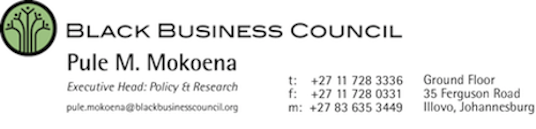 BLACK BUSINESS COUNCIL
Pule M. Mokoena
Executive Head: Policy & Research
pule.mokoena@blackbusinesscouncil.org
t: +27 11 728 3336
f: +27 11 728 0331
m: +27 83 635 3449
Ground Floor
35 Ferguson Road
Illovo, Johannesburg